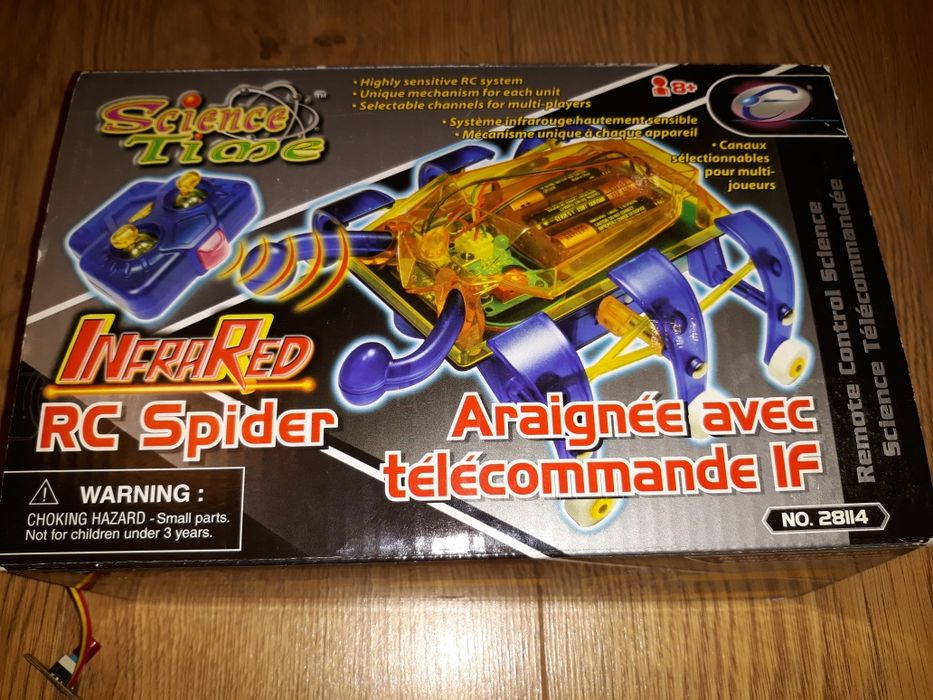 Science
Time
TM
• Highly sensitive RC system
• Unique mechanism for each unit
• Selectable channels for multi-players
• Système infrarouge hautement sensible
• Mécanisme unique à chaque appareil
• Canaux
sélectionnables
pour multi-
joueurs
8+
InfraRed
RC Spider
Araignée avec
télécommande IF
WARNING :
CHOKING HAZARD - Small parts.
Not for children under 3 years.
NO. 28114
Remote Control Science
Science Télécommandée